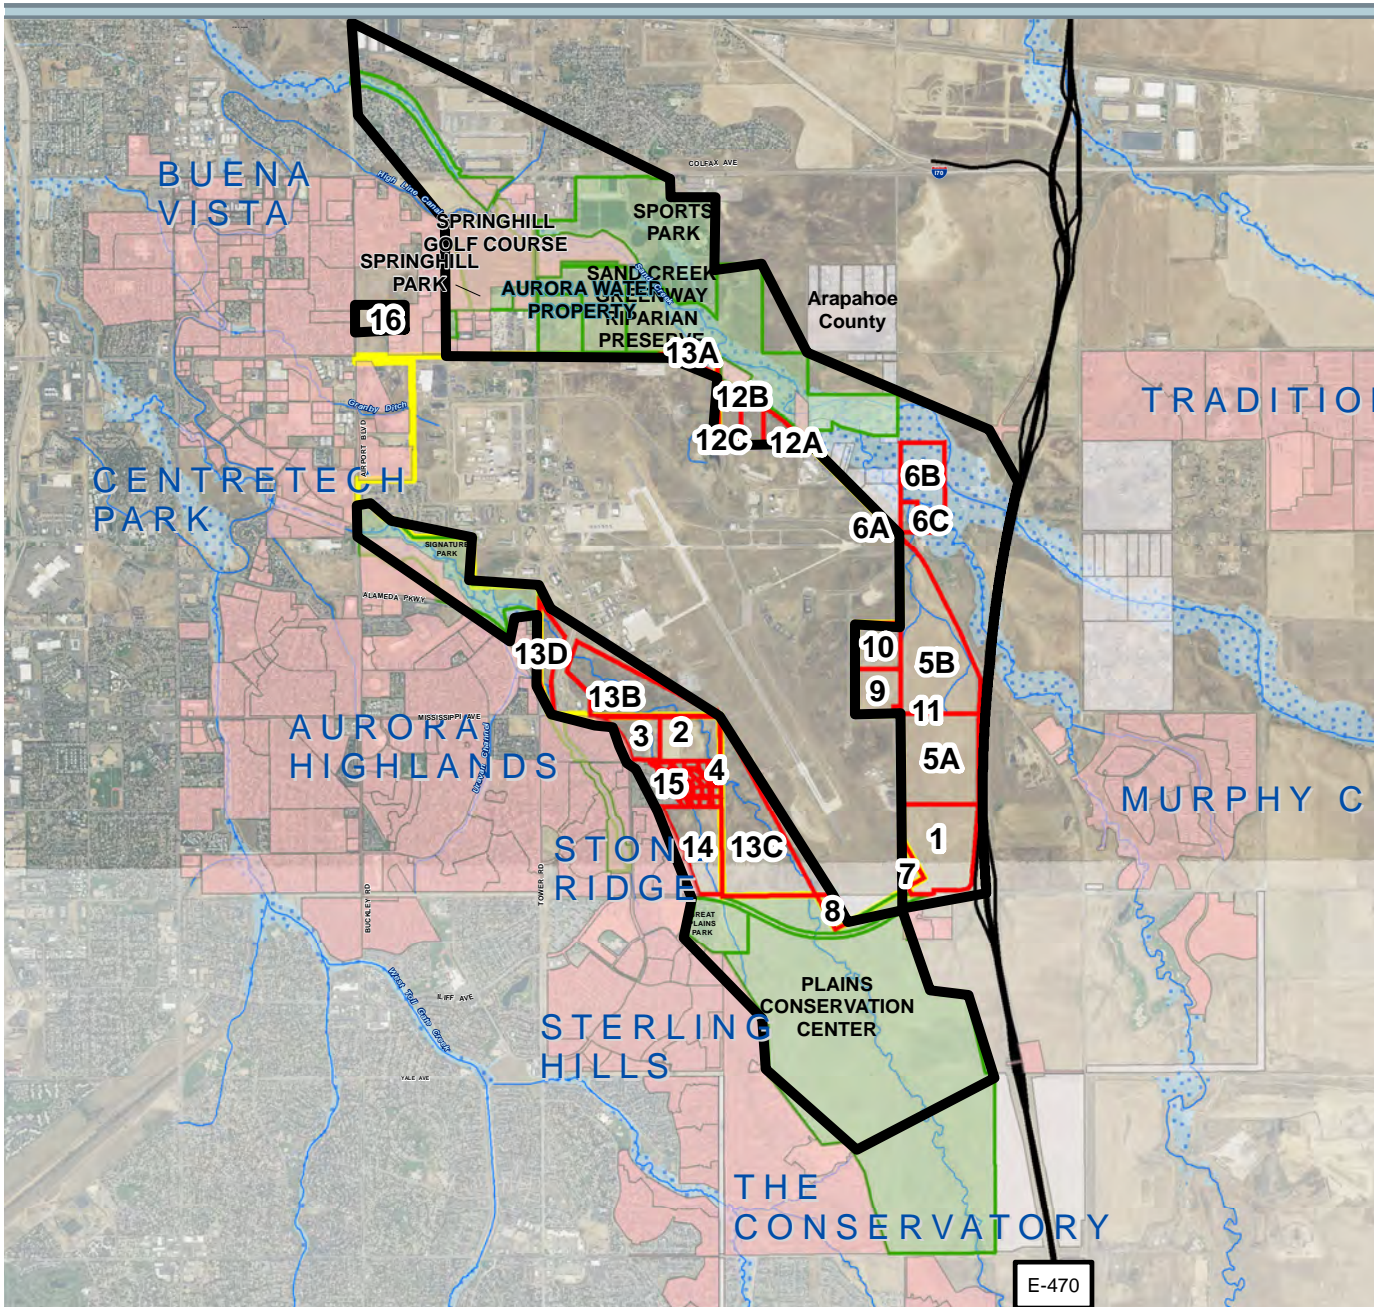 COLFAX AVE
170
BUENA
VISTA
High Line Canal
SPRINGHILL
GOLF COURSE
SPORTS
PARK
SPRINGHILL
PARK
SAND CREEK
GREENWAY
RIPARIAN
PRESERVE
AURORA WATER
PROPERTY
Sand Creek
Arapahoe
County
16
13A
12B
12C
12A
TRADITIO
Granby Ditch
AIRPORT BLVD
CENTRETECH
PARK
6B
6C
6A
SIGNATURE
PARK
ALAMEDA PKWY
13D
10
5B
9
11
13B
MISSISSIPPI AVE
AURORA
HIGHLANDS
3
2
4
5A
15
MURPHY C
STON
RIDGE
14
13C
1
7
TOWER RD
BUCKLEY RD
8
GREAT
PLAINS
PARK
West Toll Gate Creek
ILIFF AVE
PLAINS
CONSERVATION
CENTER
STERLING
HILLS
YALE AVE
THE
CONSERVATORY
E-470